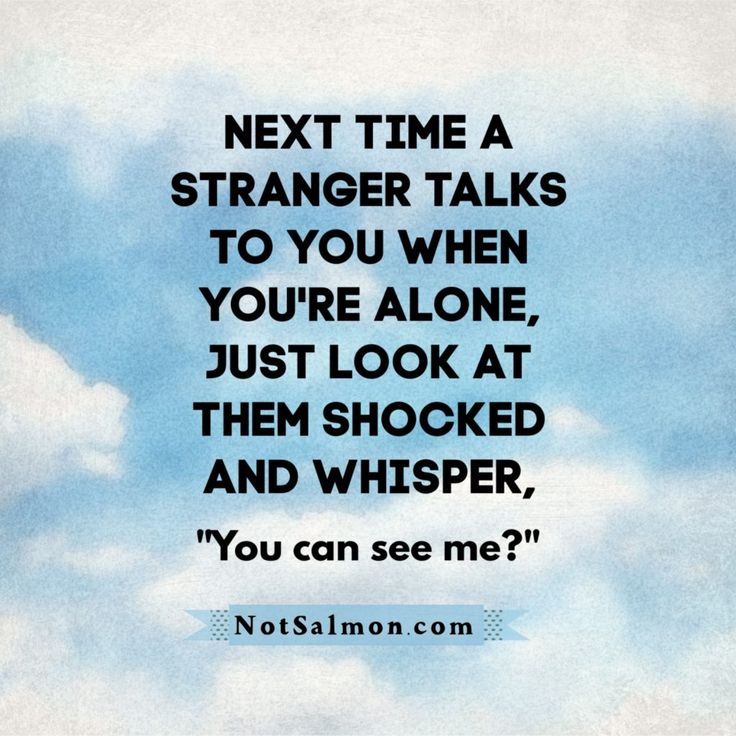 NEXT TIME A
STRANGER TALKS
TO YOU WHEN
YOU'RE ALONE,
JUST LOOK AT
THEM SHOCKED
AND WHISPER,
"You can see me?"
NotSalmon.com